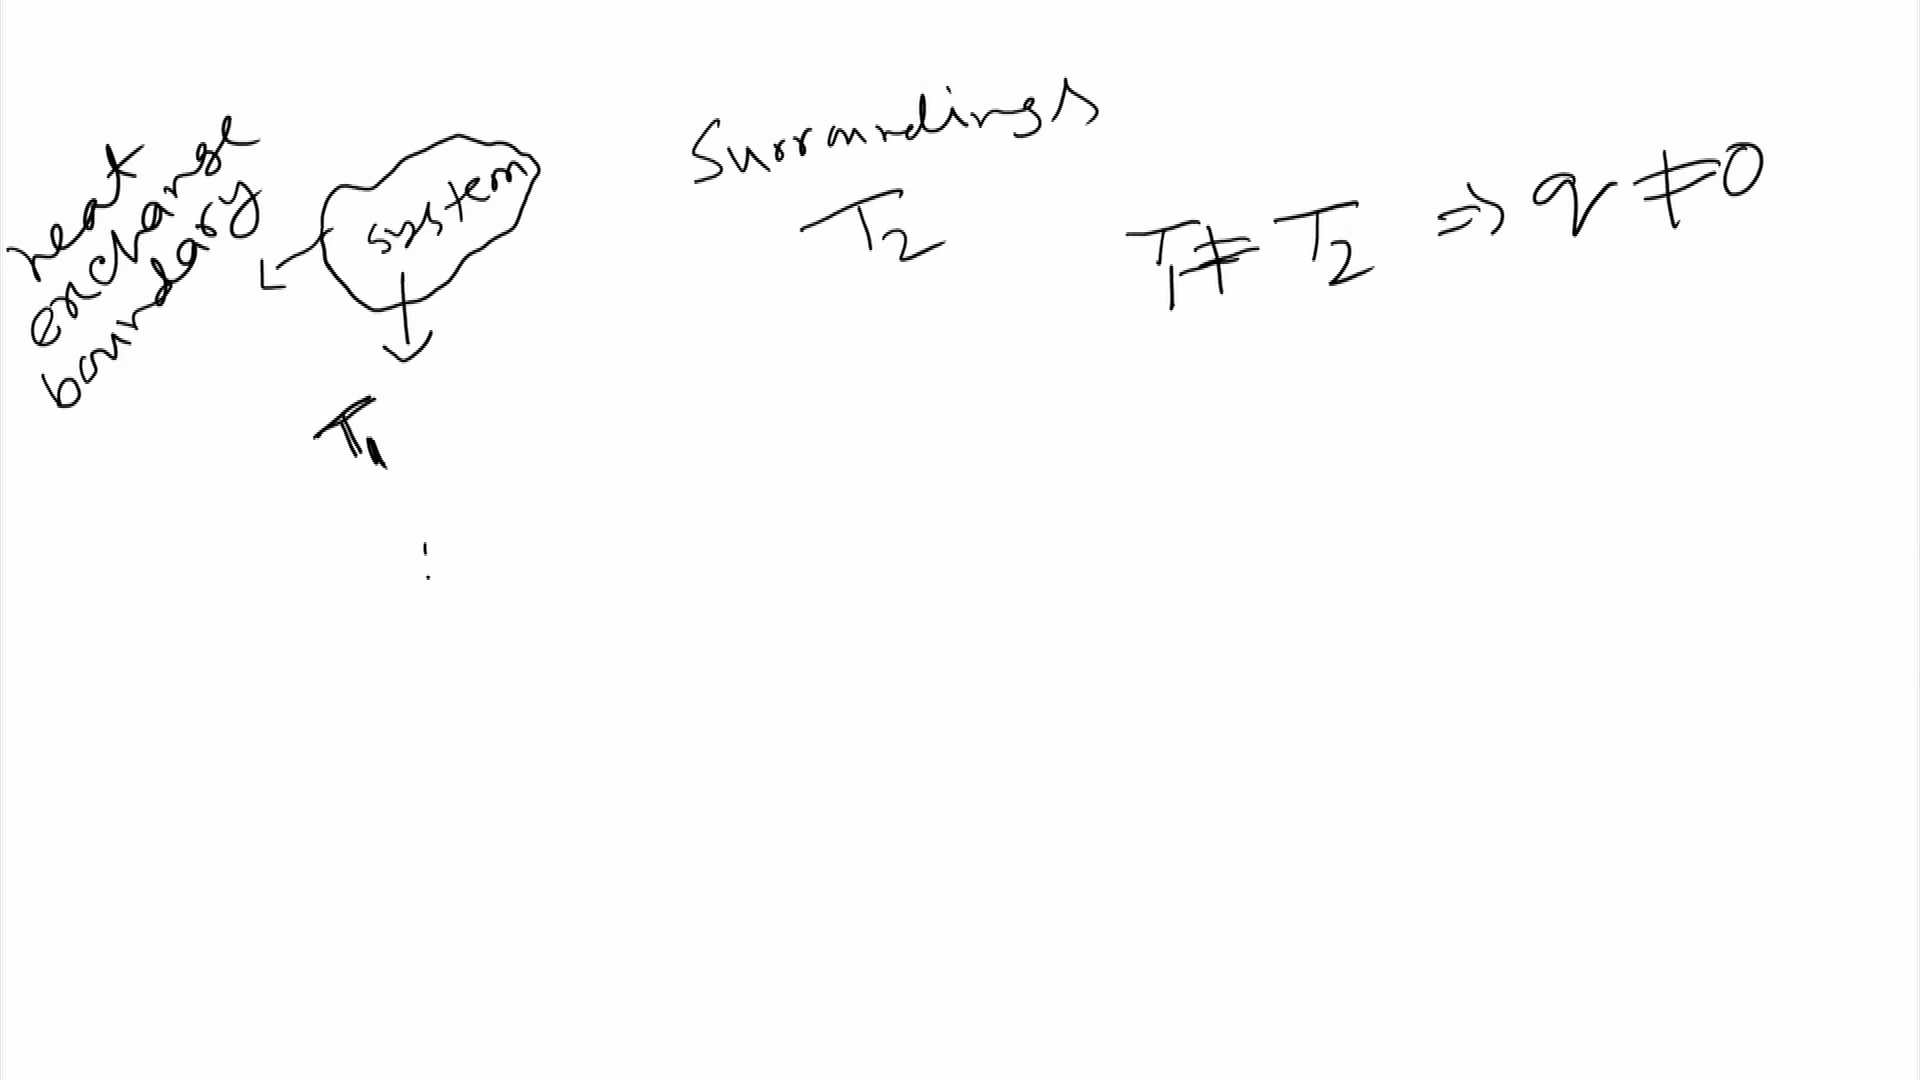 heat
exchange
boundary
system
T₁
Surroundings
T₂
T₁ ≠ T₂ ⇒ q ≠ 0